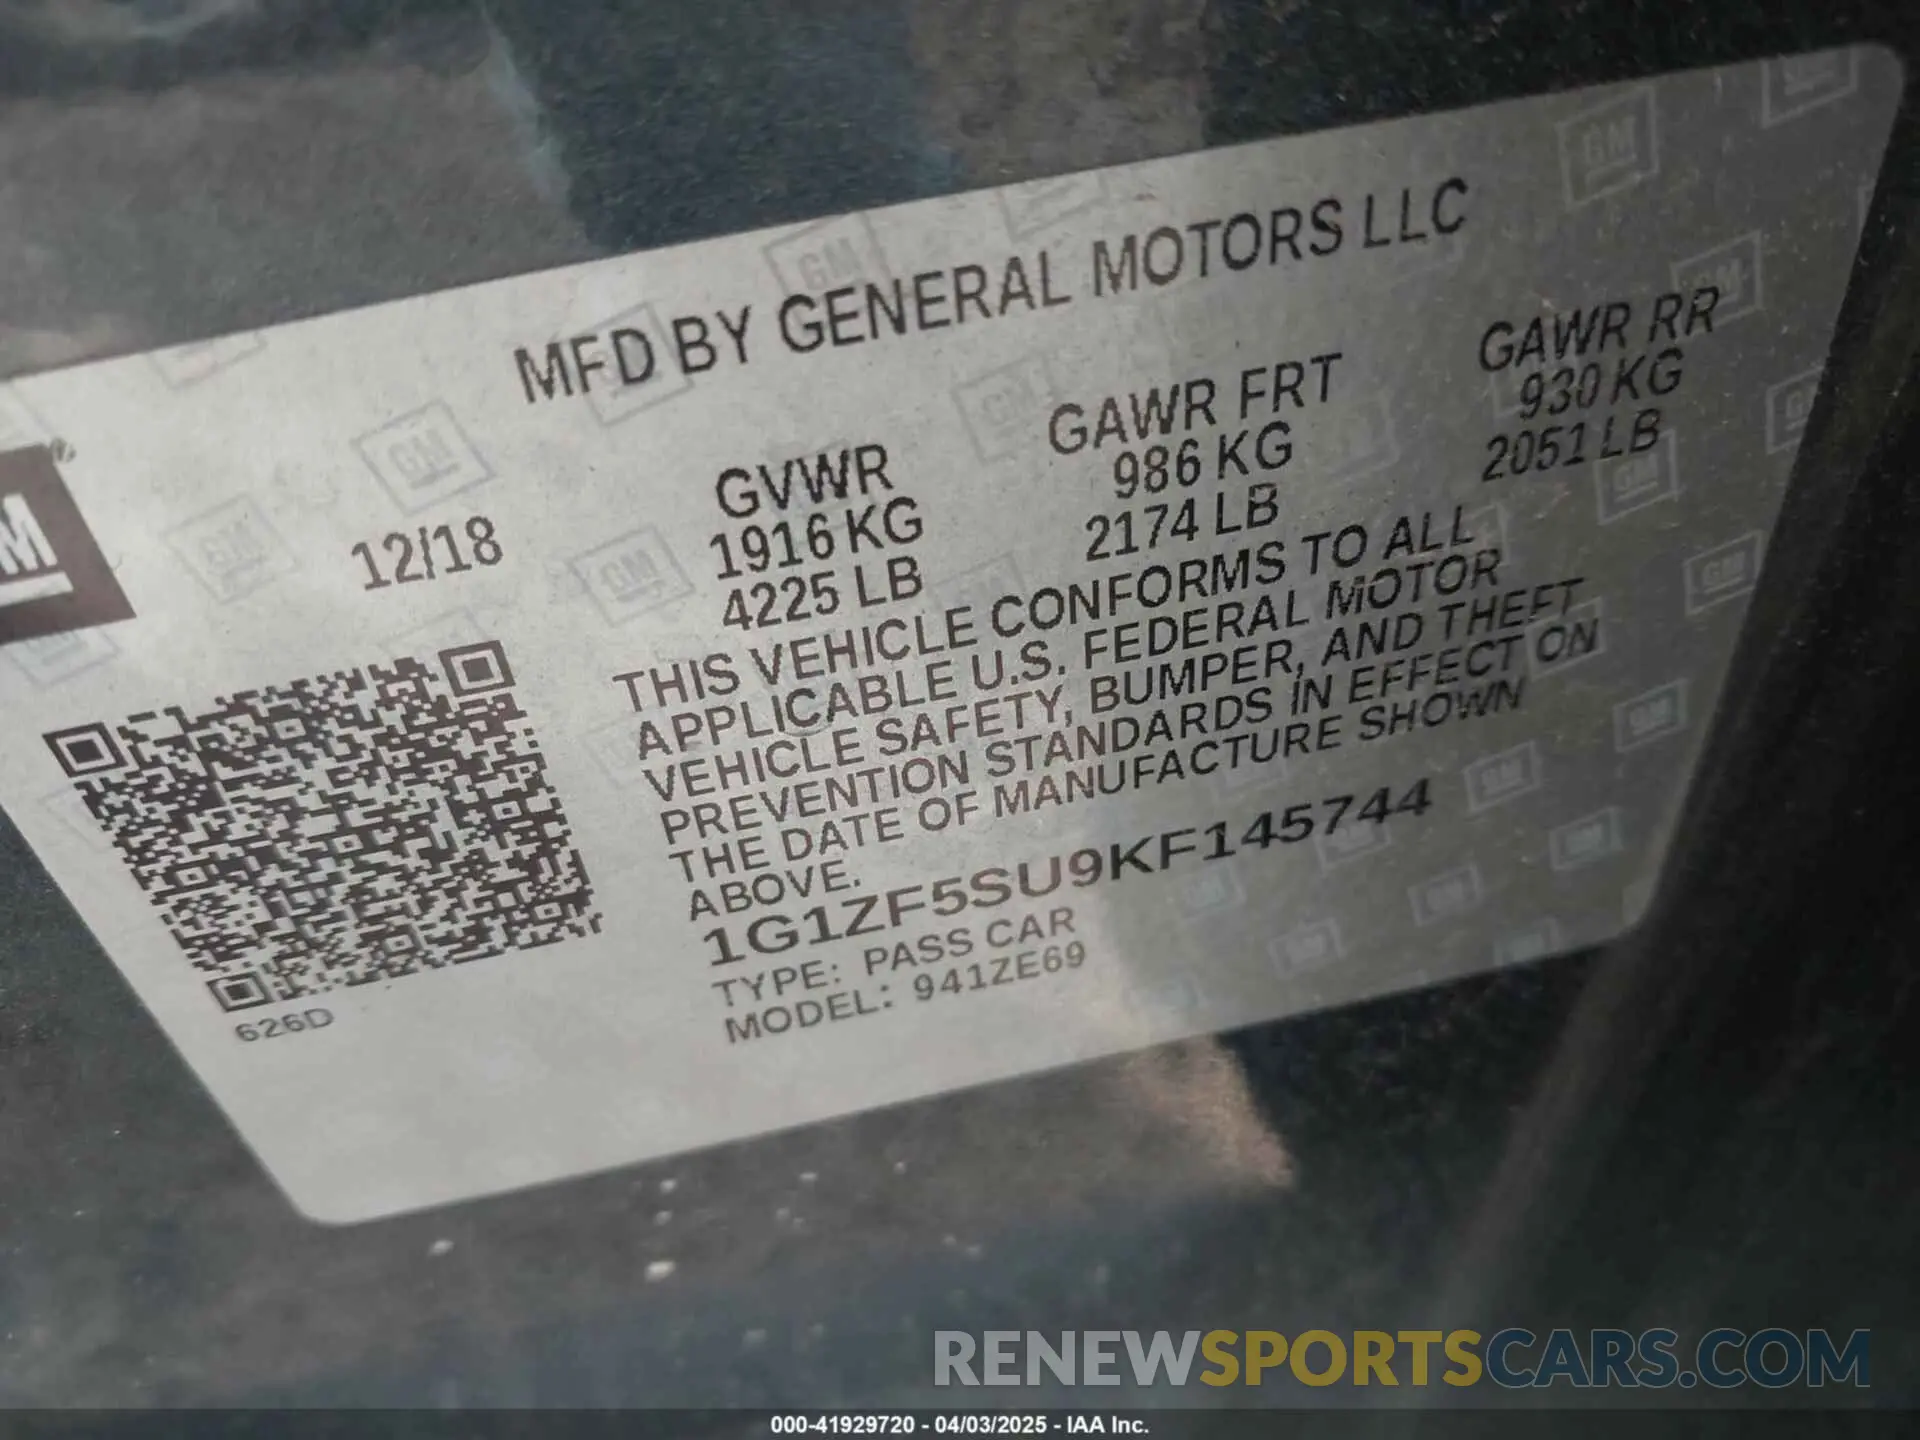 MFD BY GENERAL MOTORS LLC
12/18
GVWR
1916 KG
4225 LB
GAWR FRT
986 KG
2174 LB
GAWR RR
930 KG
2051 LB
THIS VEHICLE CONFORMS TO ALL
APPLICABLE U.S. FEDERAL MOTOR
VEHICLE SAFETY, BUMPER, AND THEFT
PREVENTION STANDARDS IN EFFECT ON
THE DATE OF MANUFACTURE SHOWN
ABOVE.
1G1ZF5SU9KF145744
TYPE: PASS CAR
MODEL: 941ZE69
626D
RENEWSPORTSCARS.COM
000-41929720 - 04/03/2025 - IAA Inc.